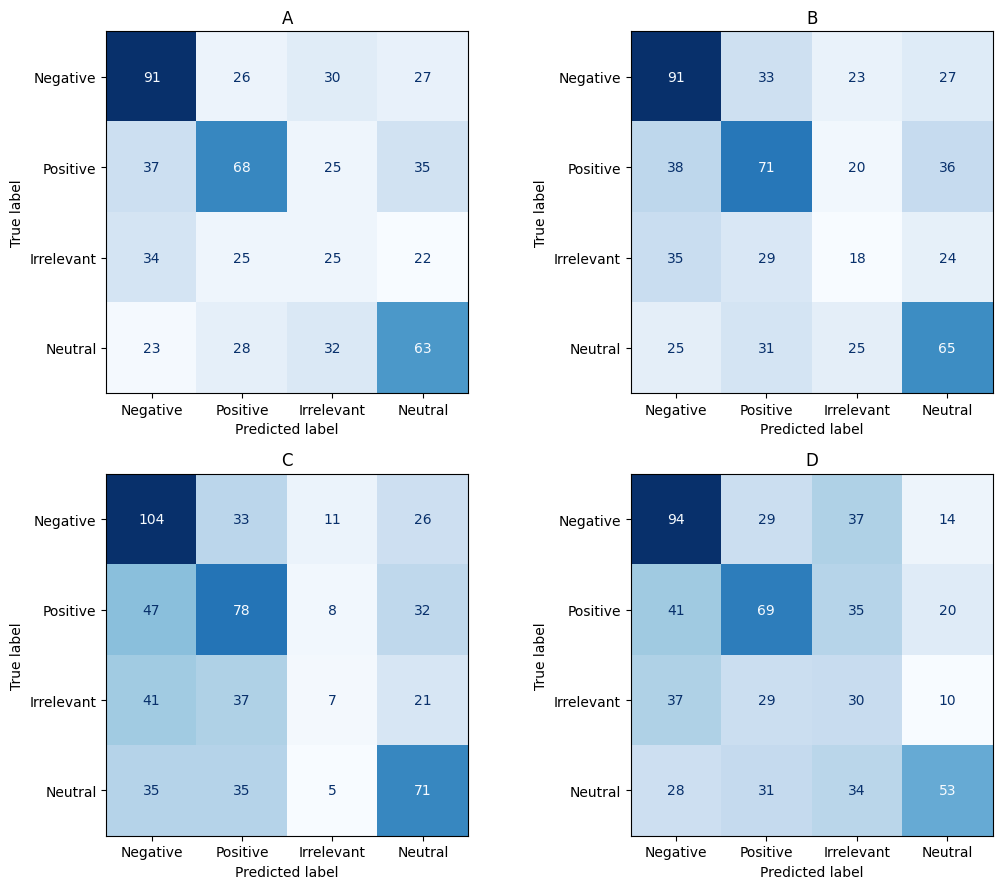 A
B
Negative 91 26 30 27
Positive 37 68 25 35
Irrelevant 34 25 25 22
Neutral 23 28 32 63
Negative Positive Irrelevant Neutral
Predicted label
True label
Negative 91 33 23 27
Positive 38 71 20 36
Irrelevant 35 29 18 24
Neutral 25 31 25 65
Negative Positive Irrelevant Neutral
Predicted label
True label
C
D
Negative 104 33 11 26
Positive 47 78 8 32
Irrelevant 41 37 7 21
Neutral 35 35 5 71
Negative Positive Irrelevant Neutral
Predicted label
True label
Negative 94 29 37 14
Positive 41 69 35 20
Irrelevant 37 29 30 10
Neutral 28 31 34 53
Negative Positive Irrelevant Neutral
Predicted label
True label